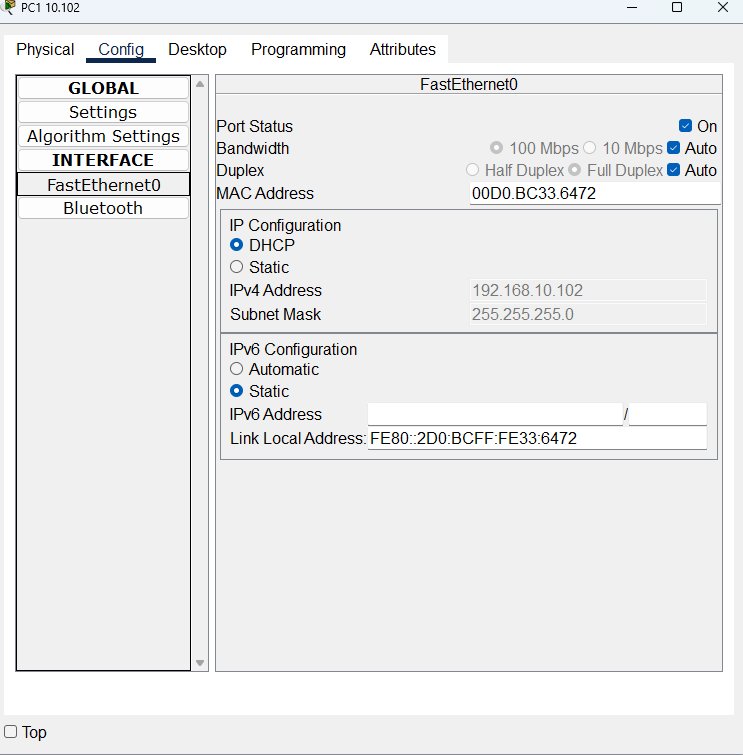 PC1 10.102
Physical Config Desktop Programming Attributes
GLOBAL
Settings
Algorithm Settings
INTERFACE
FastEthernet0
Bluetooth
FastEthernet0
Port Status On
Bandwidth 100 Mbps 10 Mbps Auto
Duplex Half Duplex Full Duplex Auto
MAC Address 00D0.BC33.6472
IP Configuration
DHCP
Static
IPv4 Address 192.168.10.102
Subnet Mask 255.255.255.0
IPv6 Configuration
Automatic
Static
IPv6 Address /
Link Local Address: FE80::2D0:BCFF:FE33:6472
Top